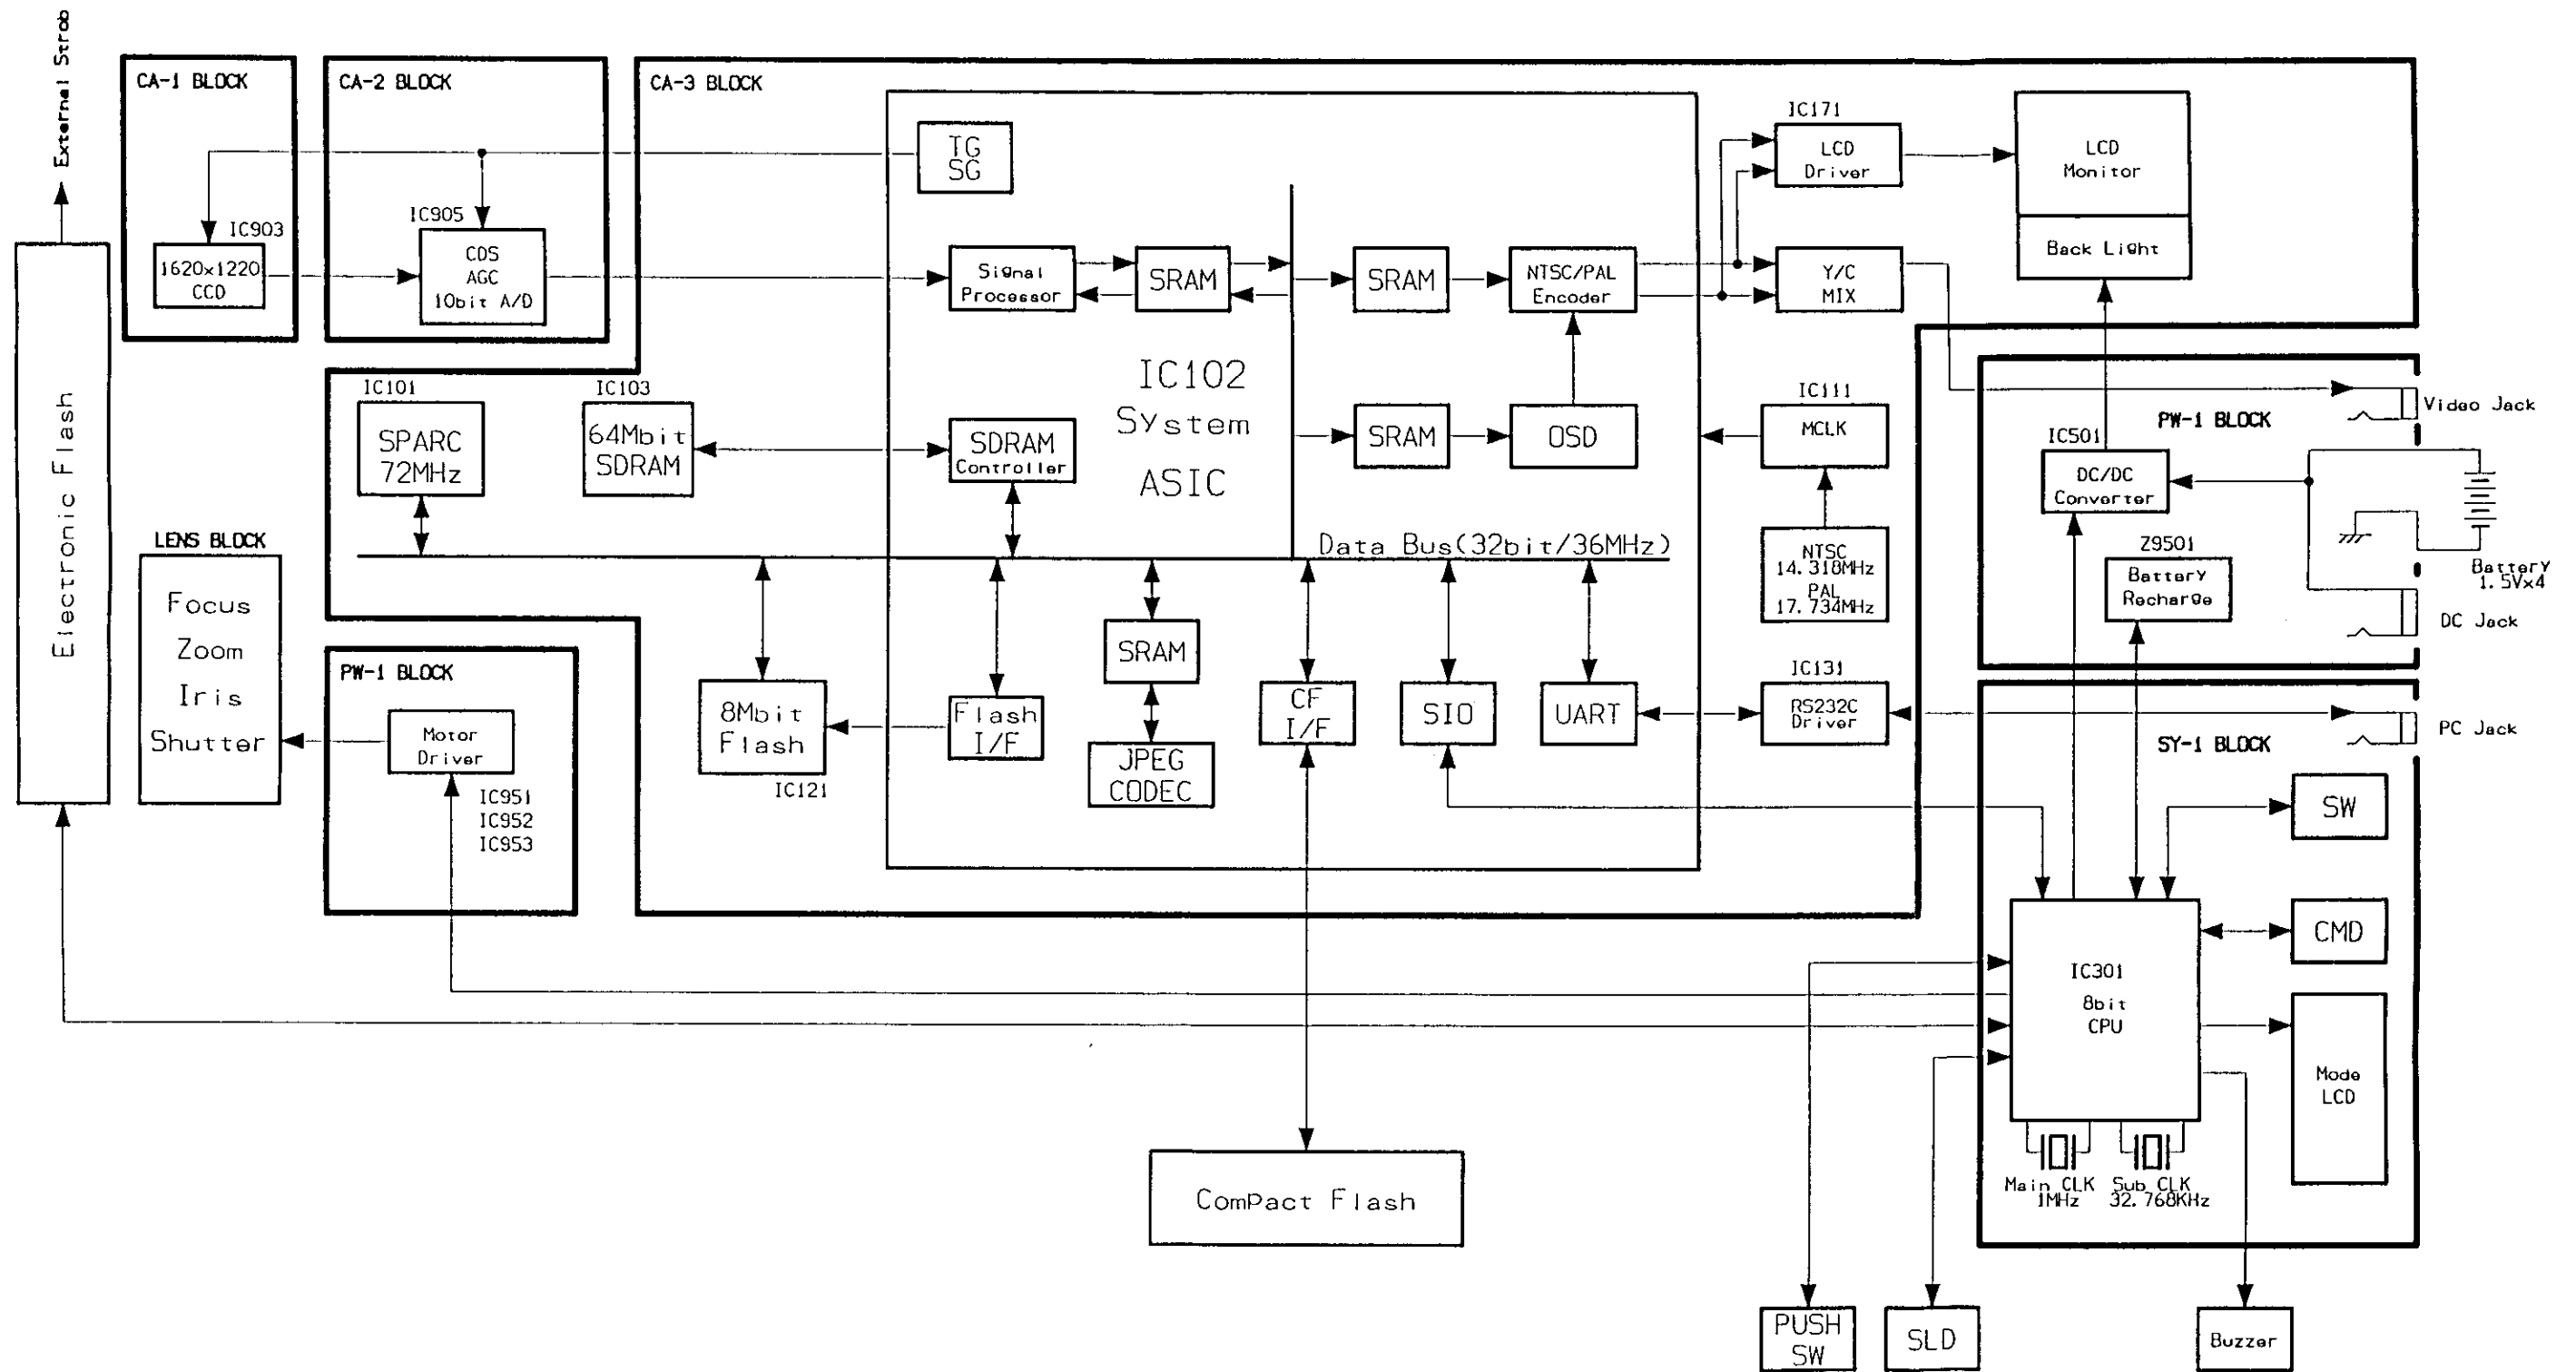 External Strob
CA-1 BLOCK
IC903
1620x1220
CCD
CA-2 BLOCK
IC905
CDS
AGC
10bit A/D
CA-3 BLOCK
TG
SG
Signal
Processor
SRAM
SRAM
NTSC/PAL
Encoder
IC171
LCD
Driver
LCD
Monitor
Back Light
Y/C
MIX
IC101
SPARC
72MHz
IC103
64Mbit
SDRAM
SDRAM
Controller
IC102
System
ASIC
SRAM
OSD
IC111
MCLK
NTSC
14.318MHz
PAL
17.734MHz
Data Bus(32bit/36MHz)
PW-1 BLOCK
Video Jack
IC501
DC/DC
Converter
Z9501
Battery
Recharge
Battery
1.5Vx4
DC Jack
Electronic Flash
LENS BLOCK
Focus
Zoom
Iris
Shutter
PW-1 BLOCK
Motor
Driver
IC951
IC952
IC953
8Mbit
Flash
IC121
Flash
I/F
SRAM
JPEG
CODEC
CF
I/F
SIO
UART
IC131
RS232C
Driver
PC Jack
SY-1 BLOCK
SW
CMD
IC301
8bit
CPU
Mode
LCD
Main CLK
1MHz
Sub CLK
32.768KHz
Compact Flash
PUSH
SW
SLD
Buzzer